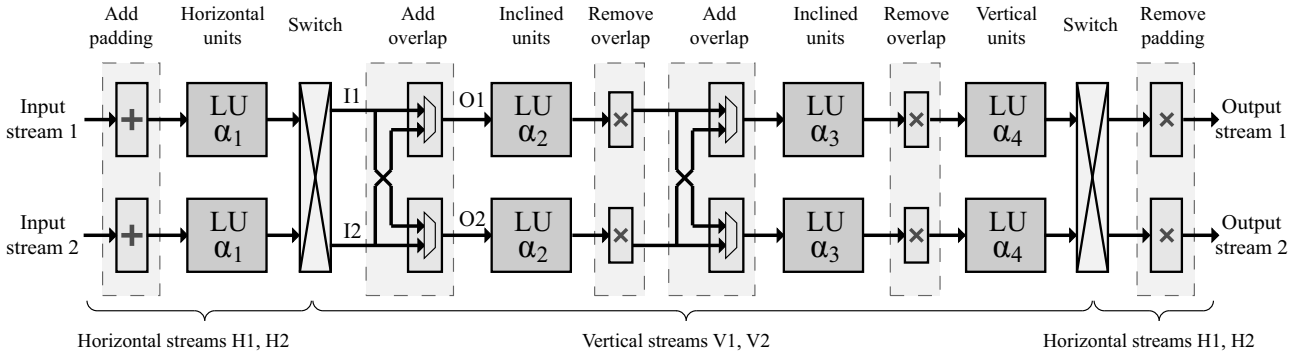 Add
padding
Horizontal
units
Switch
Add
overlap
Inclined
units
Remove
overlap
Add
overlap
Inclined
units
Remove
overlap
Vertical
units
Switch
Remove
padding
Input
stream 1
+
LU
α1
I1
O1
LU
α2
×
LU
α3
×
LU
α4
×
Output
stream 1
Input
stream 2
+
LU
α1
I2
O2
LU
α2
×
LU
α3
×
LU
α4
×
Output
stream 2
Horizontal streams H1, H2
Vertical streams V1, V2
Horizontal streams H1, H2